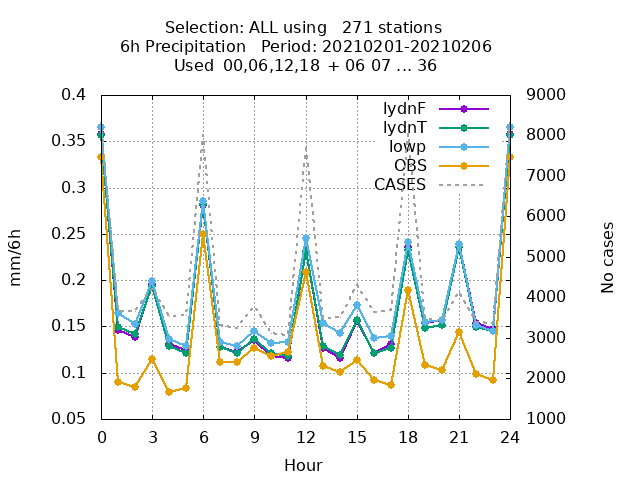 Selection: ALL using   271 stations
6h Precipitation   Period: 20210201-20210206
Used  00,06,12,18 + 06 07 ... 36
lydnF
lydnT
lowp
OBS
CASES
0.4
0.35
0.3
0.25
0.2
0.15
0.1
0.05
mm/6h
9000
8000
7000
6000
5000
4000
3000
2000
1000
No cases
0 3 6 9 12 15 18 21 24
Hour